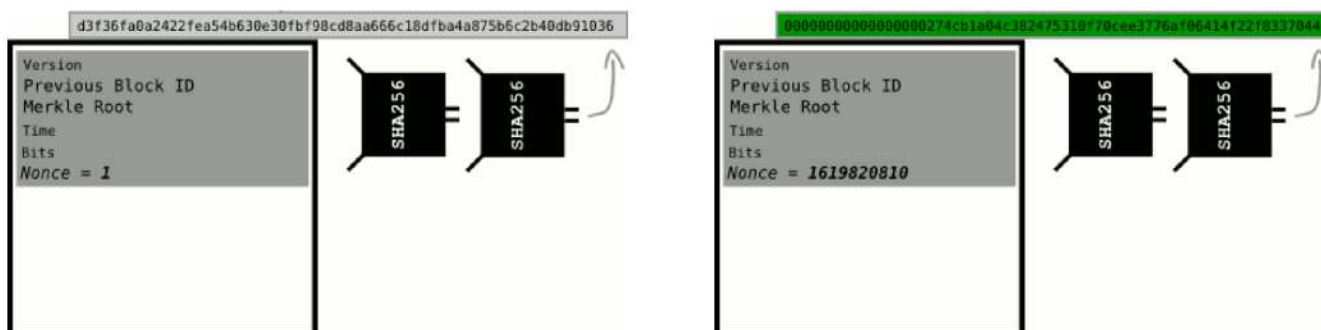 d3f36fa0a2422fea54b630e30fbf98cd8aa666c18dfba4a875b6c2b40db91036
Version
Previous Block ID
Merkle Root
Time
Bits
Nonce = 1
SHA256
SHA256
00000000000000000274cb1a04c382475310f70cee3776af06414f22f8337044
Version
Previous Block ID
Merkle Root
Time
Bits
Nonce = 1619820810
SHA256
SHA256